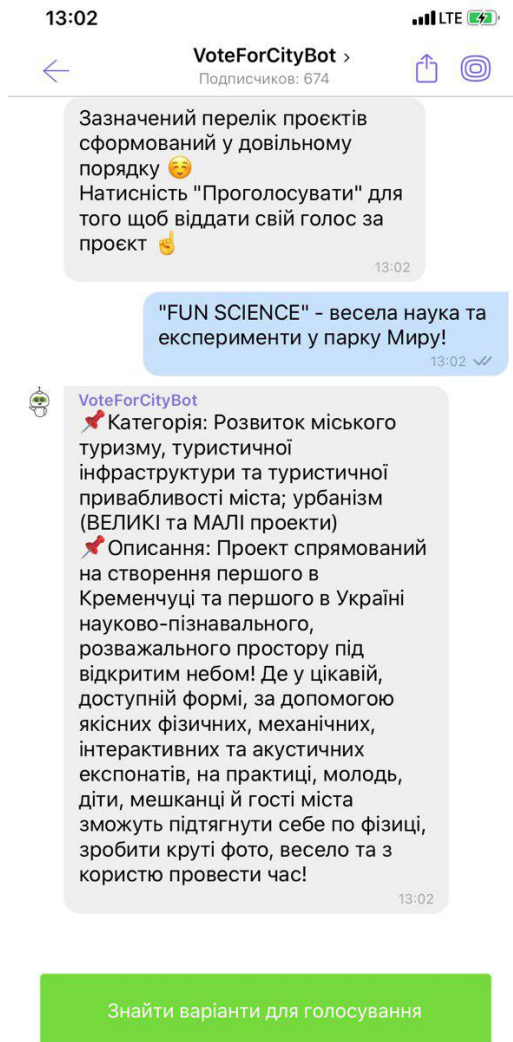 13:02
LTE
VoteForCityBot
Подписчиков: 674
Зазначений перелік проєктів
сформований у довільному
порядку ☺️
Натисність "Проголосувати" для
того щоб віддати свій голос за
проєкт ☝️
13:02
"FUN SCIENCE" - весела наука та
експерименти у парку Миру!
13:02
VoteForCityBot
📌Категорія: Розвиток міського
туризму, туристичної
інфраструктури та туристичної
привабливості міста; урбанізм
(ВЕЛИКІ та МАЛІ проекти)
📌Описання: Проект спрямований
на створення першого в
Кременчуці та першого в Україні
науково-пізнавального,
розважального простору під
відкритим небом! Де у цікавій,
доступній формі, за допомогою
якісних фізичних, механічних,
інтерактивних та акустичних
експонатів, на практиці, молодь,
діти, мешканці й гості міста
зможуть підтягнути себе по фізиці,
зробити круті фото, весело та з
користю провести час!
13:02
Знайти варіанти для голосування